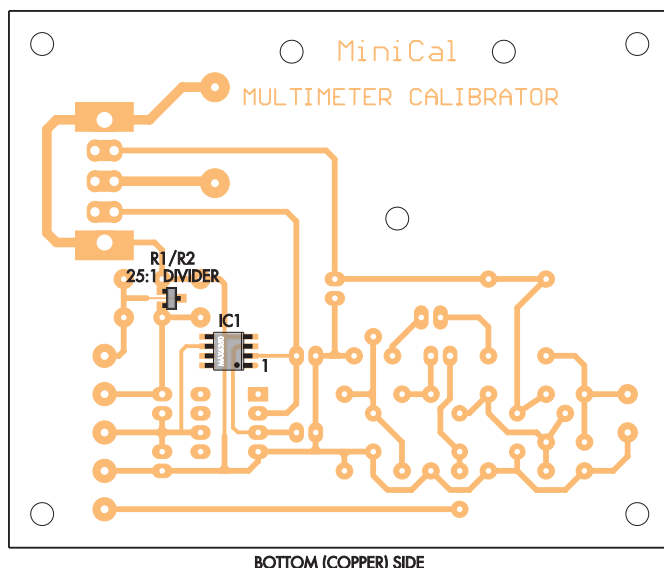 MiniCal
MULTIMETER CALIBRATOR
R1/R2
25:1 DIVIDER
IC1
1
BOTTOM (COPPER) SIDE